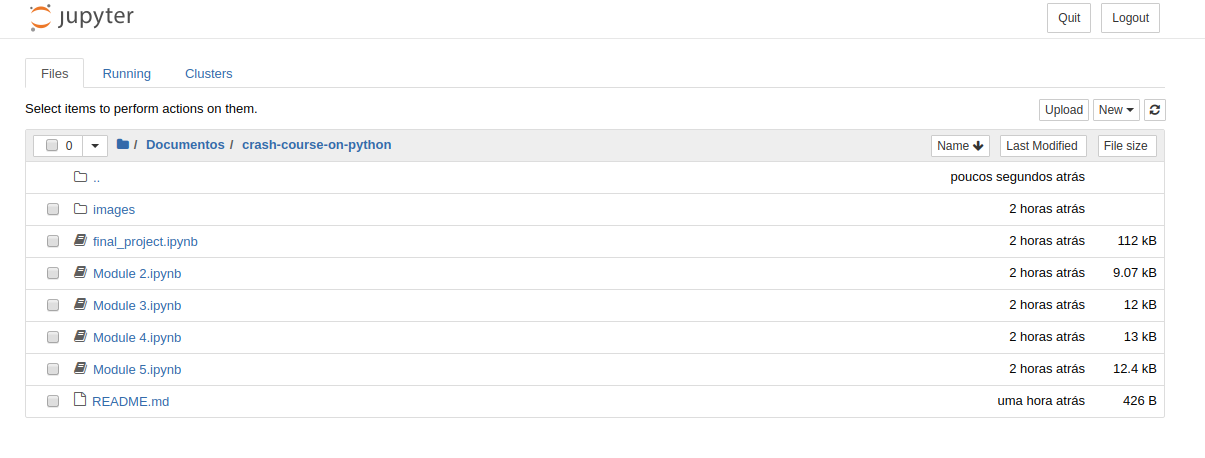 jupyter Quit Logout
Files Running Clusters
Select items to perform actions on them. Upload New
0 / Documentos / crash-course-on-python Name Last Modified File size
.. poucos segundos atrás
images 2 horas atrás
final_project.ipynb 2 horas atrás 112 kB
Module 2.ipynb 2 horas atrás 9.07 kB
Module 3.ipynb 2 horas atrás 12 kB
Module 4.ipynb 2 horas atrás 13 kB
Module 5.ipynb 2 horas atrás 12.4 kB
README.md uma hora atrás 426 B